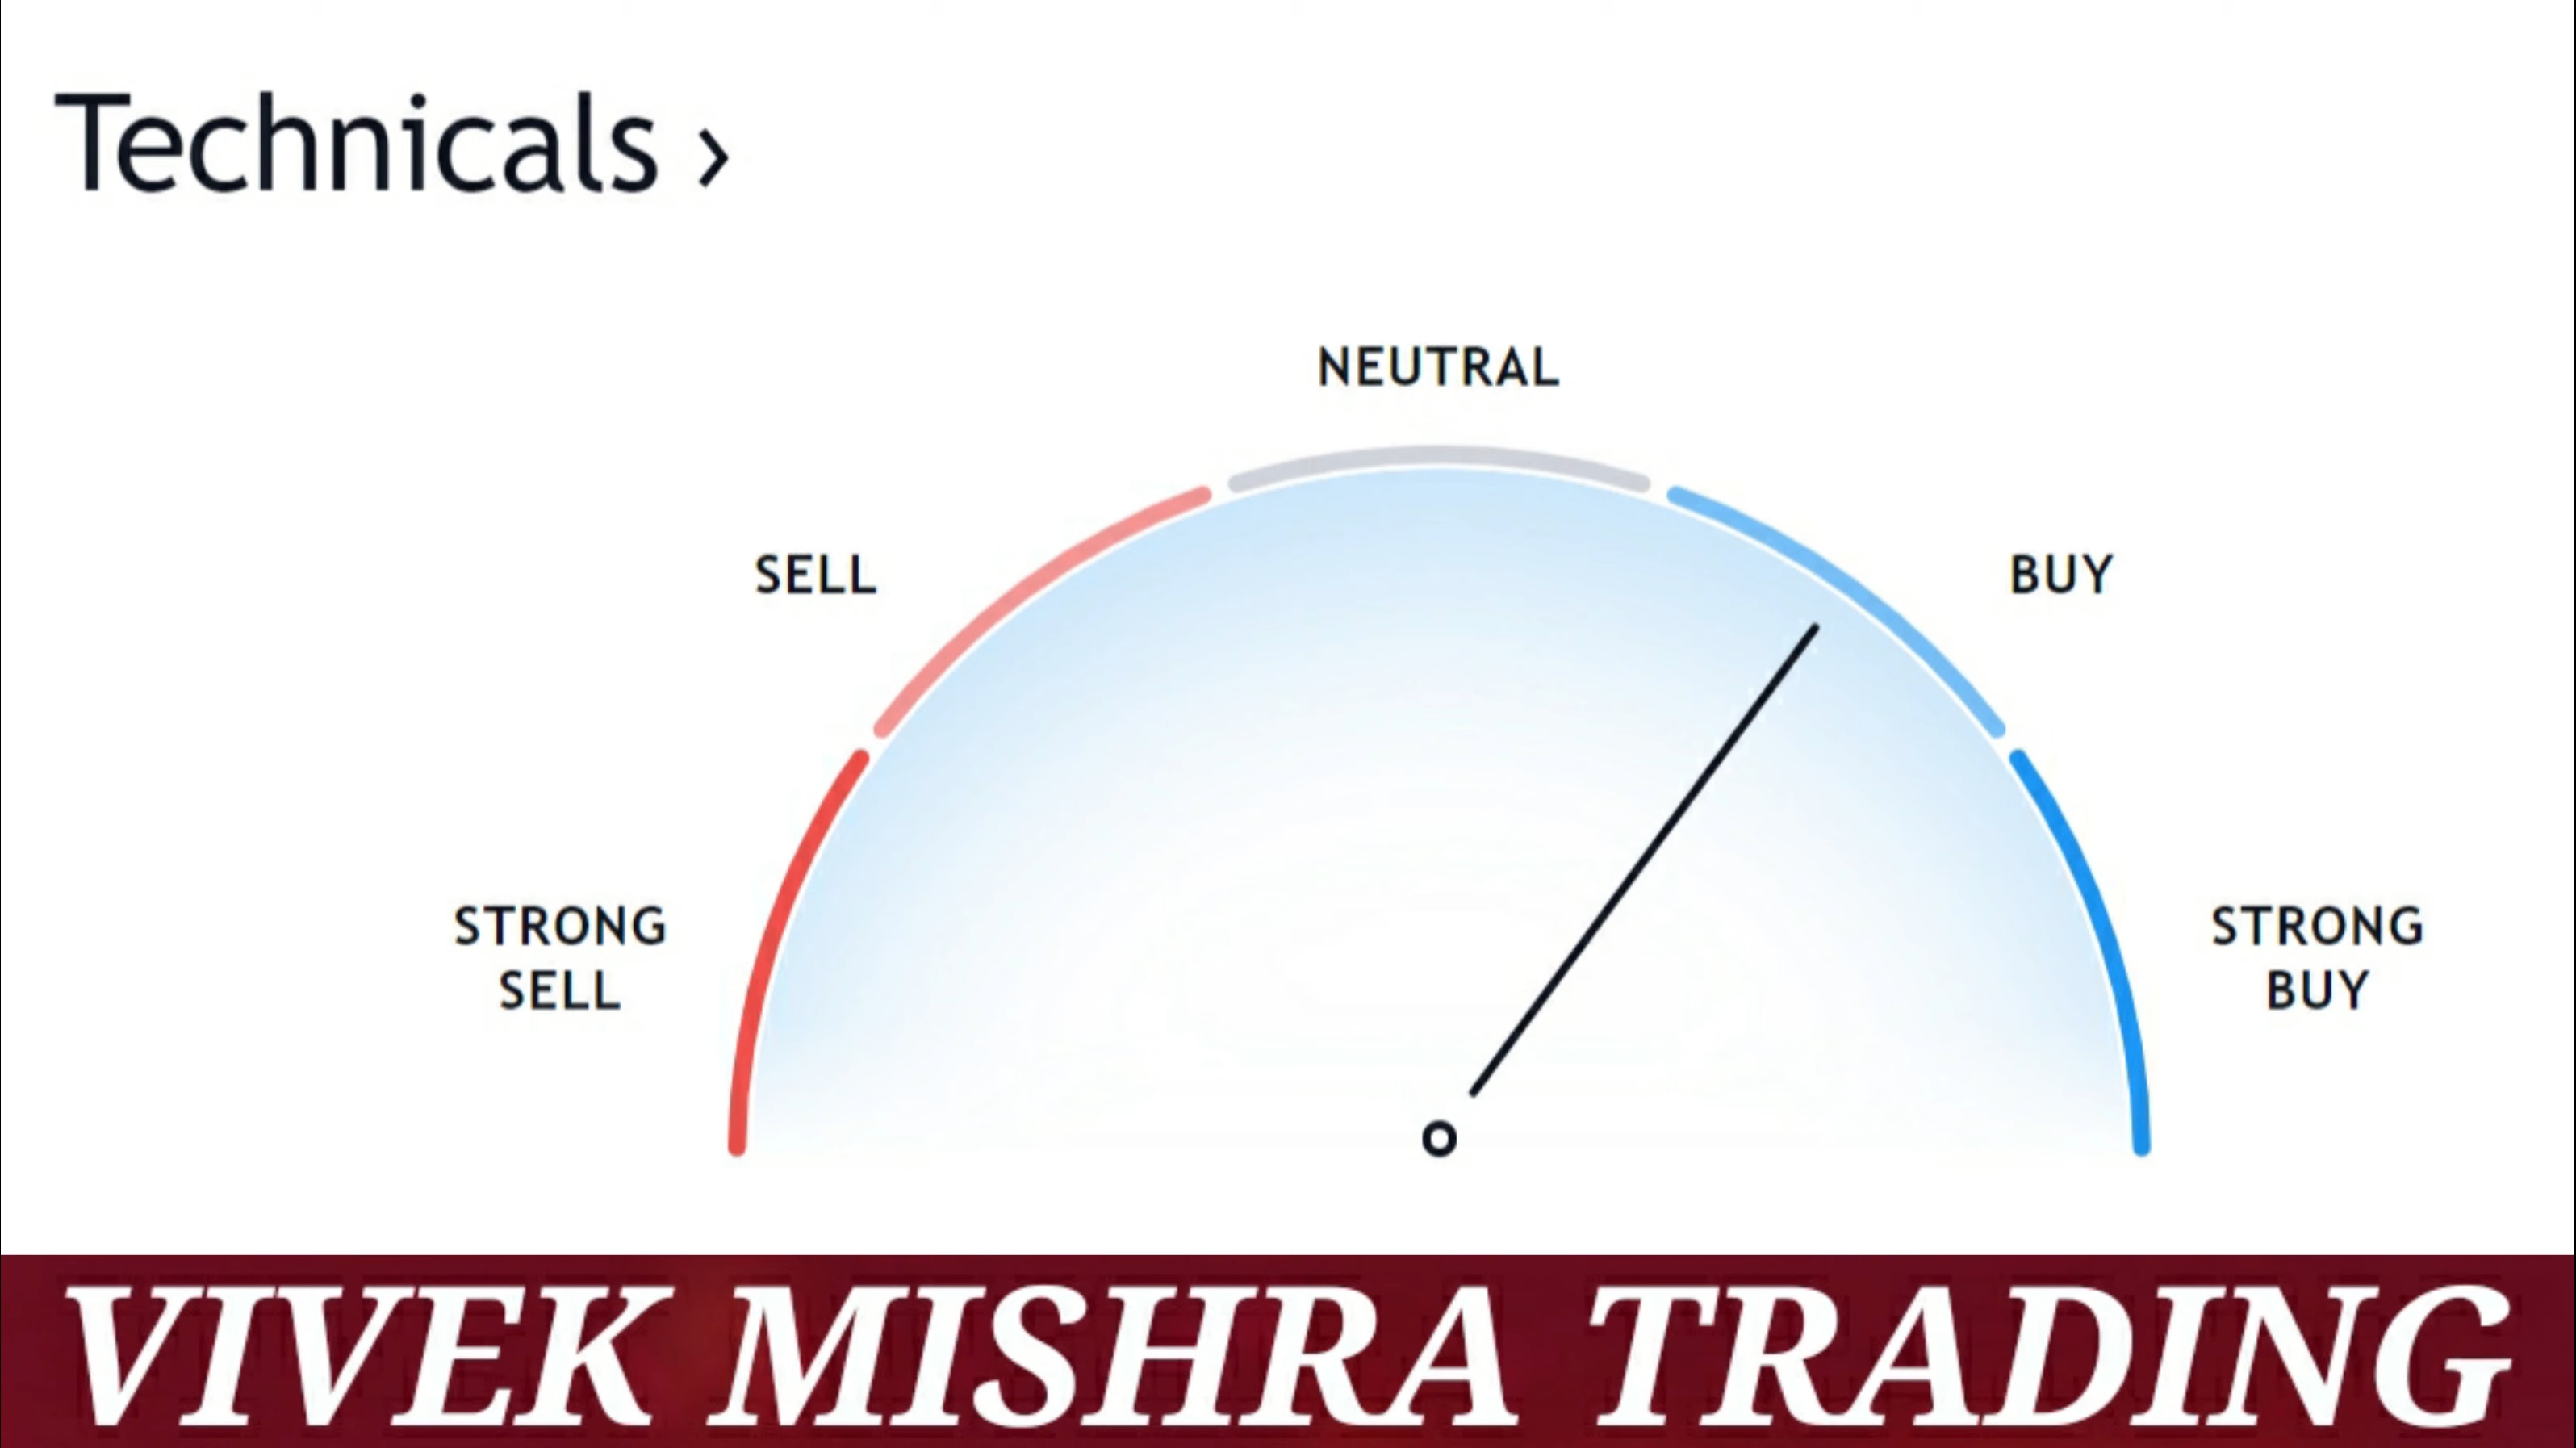 Technicals ›
NEUTRAL
SELL
BUY
STRONG
SELL
STRONG
BUY
VIVEK MISHRA TRADING